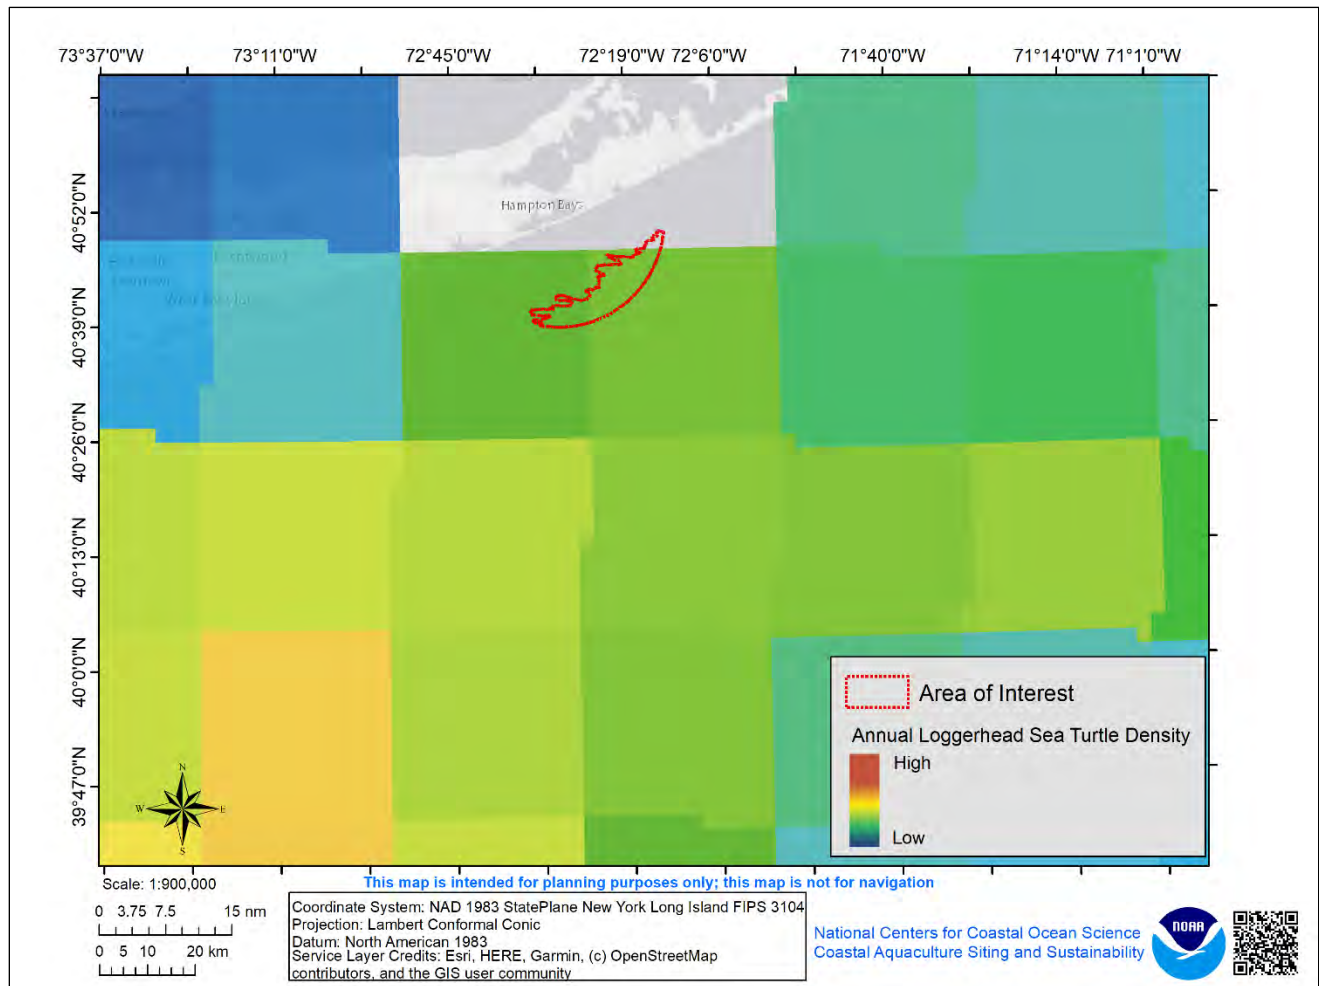 73°37'0"W 73°11'0"W 72°45'0"W 72°19'0"W 72°6'0"W 71°40'0"W 71°14'0"W 71°1'0"W
40°52'0"N
40°39'0"N
40°26'0"N
40°13'0"N
40°0'0"N
39°47'0"N
Hampton Bays
N
W E
S
Area of Interest
Annual Loggerhead Sea Turtle Density
High
Low
Scale: 1:900,000
0 3.75 7.5 15 nm
0 5 10 20 km
This map is intended for planning purposes only; this map is not for navigation
Coordinate System: NAD 1983 StatePlane New York Long Island FIPS 3104
Projection: Lambert Conformal Conic
Datum: North American 1983
Service Layer Credits: Esri, HERE, Garmin, (c) OpenStreetMap
contributors, and the GIS user community
National Centers for Coastal Ocean Science
Coastal Aquaculture Siting and Sustainability
NOAA